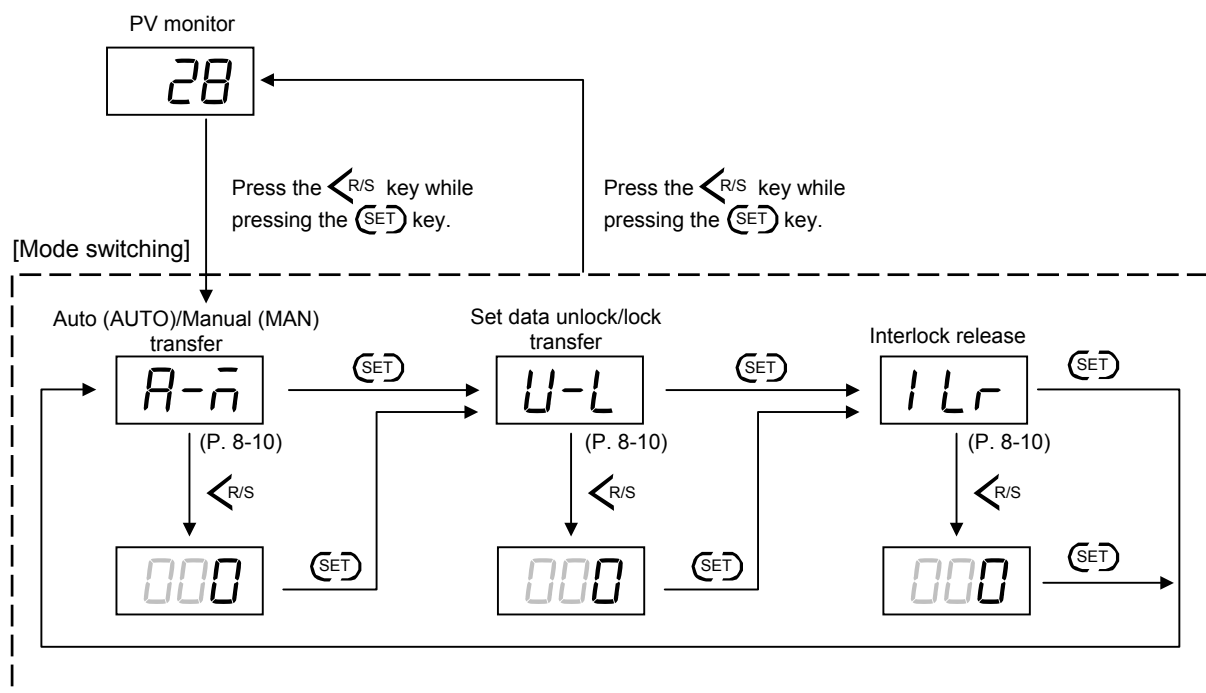 PV monitor
28
Press the R/S key while
pressing the SET key.
Press the R/S key while
pressing the SET key.
[Mode switching]
Auto (AUTO)/Manual (MAN)
transfer
Set data unlock/lock
transfer
Interlock release
A-n̄
SET
U-L
SET
ILr
SET
(P. 8-10)
(P. 8-10)
(P. 8-10)
R/S
R/S
R/S
000
SET
000
SET
000
SET